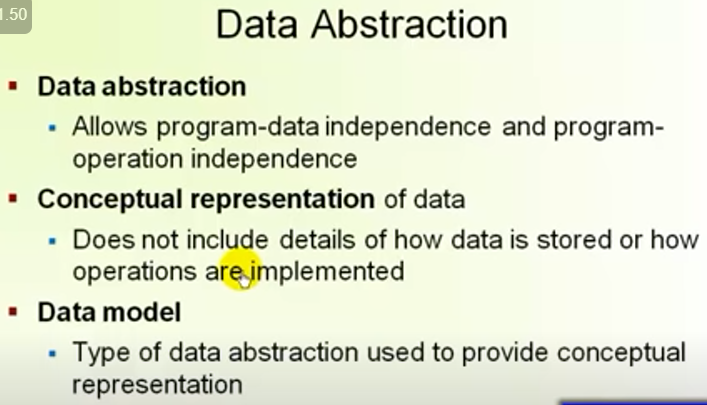 1.50
Data Abstraction
▪ Data abstraction
▪ Allows program-data independence and program-
operation independence
▪ Conceptual representation of data
▪ Does not include details of how data is stored or how
operations are implemented
▪ Data model
▪ Type of data abstraction used to provide conceptual
representation